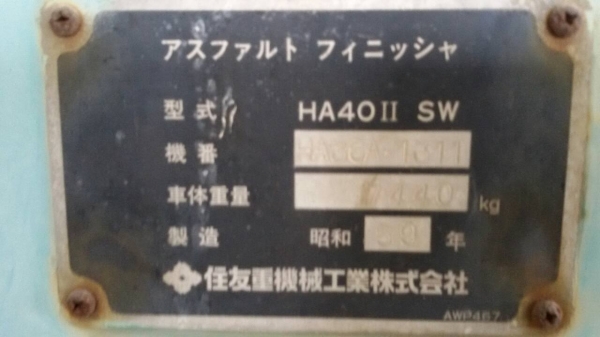 アスファルト フィニッシャ
型式 HA40II SW
機番
車体重量 kg
製造 昭和 年
住友重機械工業株式会社
AWP467